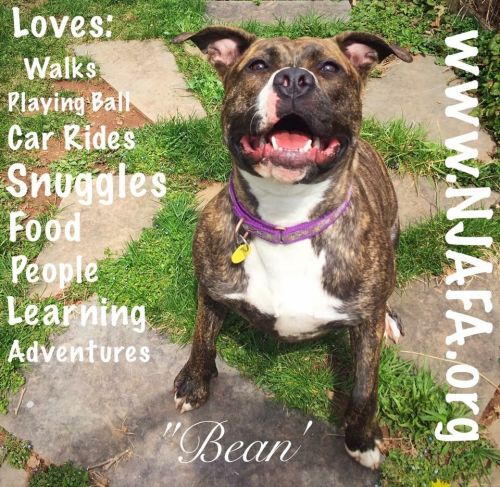 Loves:
Walks
Playing Ball
Car Rides
Snuggles
Food
People
Learning
Adventures
www.NJAFA.org
"Bean'